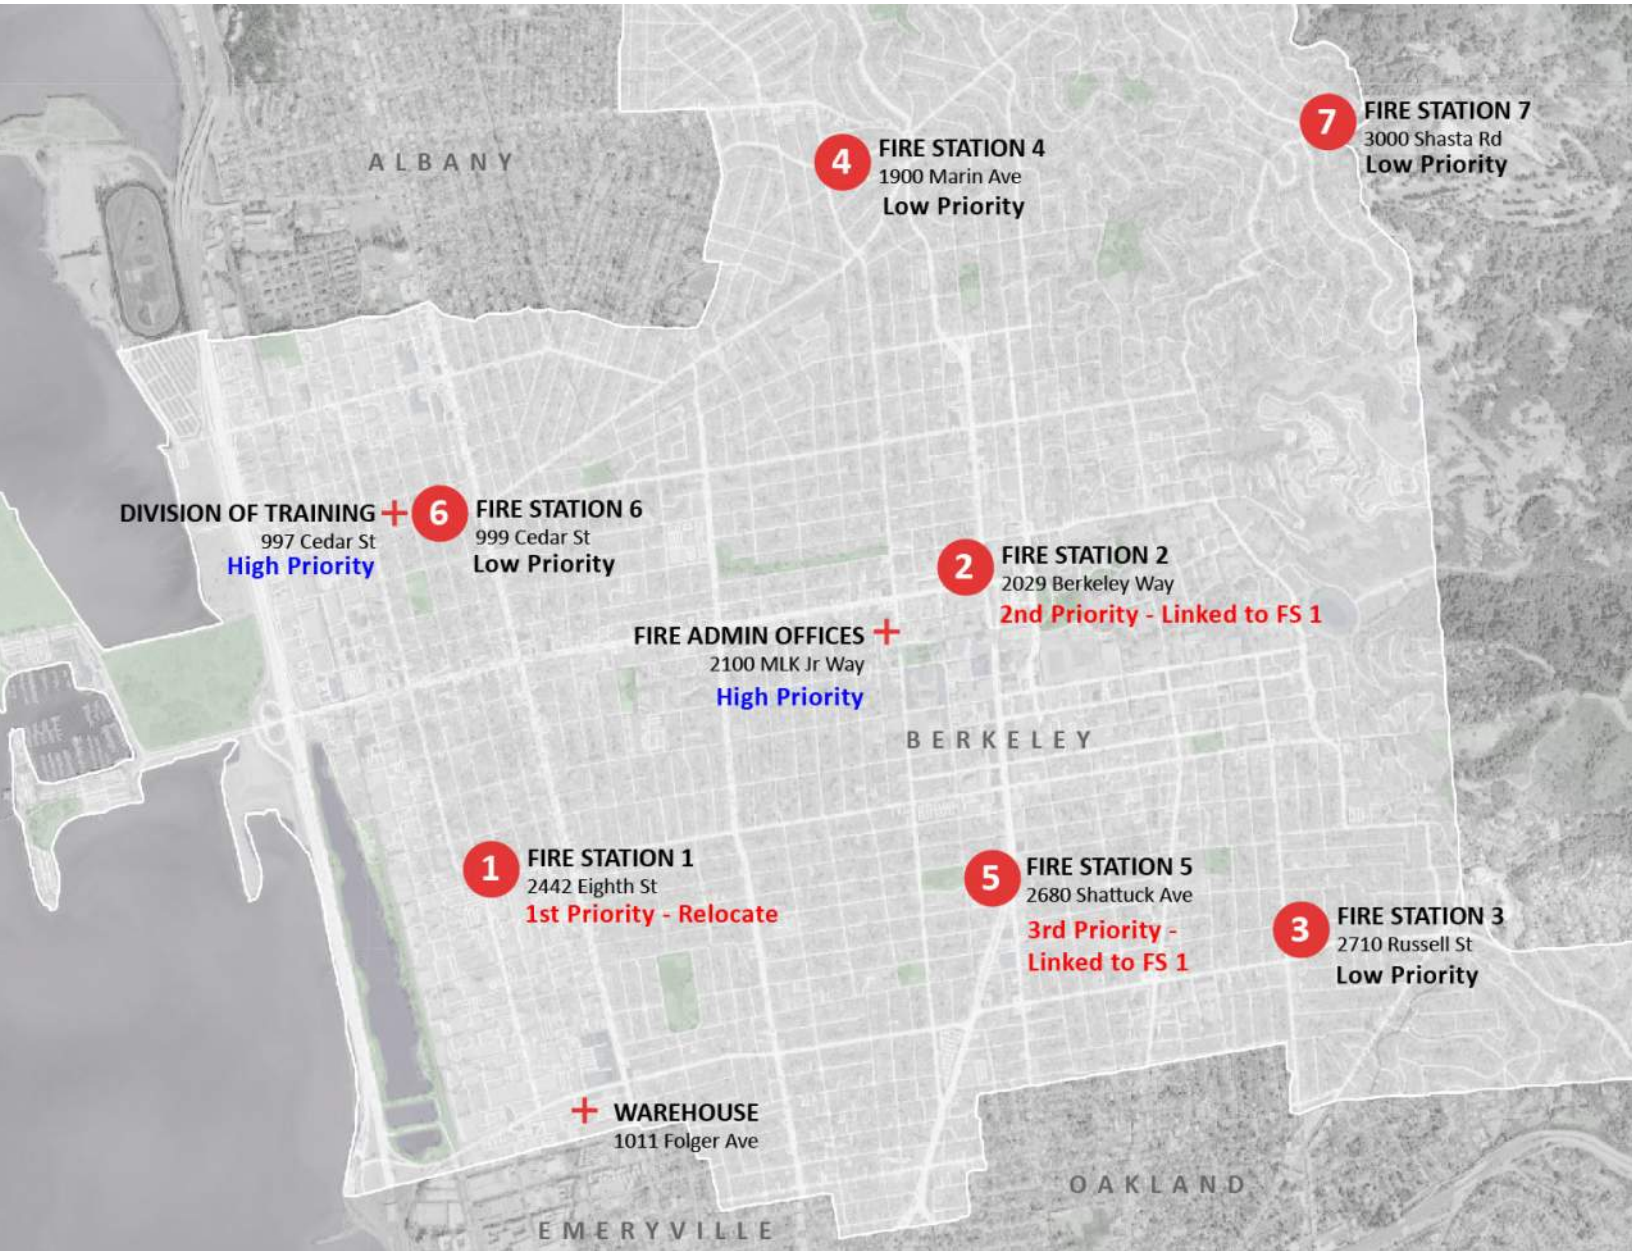 ALBANY
4
FIRE STATION 4
1900 Marin Ave
Low Priority
7
FIRE STATION 7
3000 Shasta Rd
Low Priority
DIVISION OF TRAINING
997 Cedar St
High Priority
6
FIRE STATION 6
999 Cedar St
Low Priority
2
FIRE STATION 2
2029 Berkeley Way
2nd Priority - Linked to FS 1
FIRE ADMIN OFFICES
2100 MLK Jr Way
High Priority
BERKELEY
1
FIRE STATION 1
2442 Eighth St
1st Priority - Relocate
5
FIRE STATION 5
2680 Shattuck Ave
3rd Priority -
Linked to FS 1
3
FIRE STATION 3
2710 Russell St
Low Priority
WAREHOUSE
1011 Folger Ave
OAKLAND
EMERYVILLE